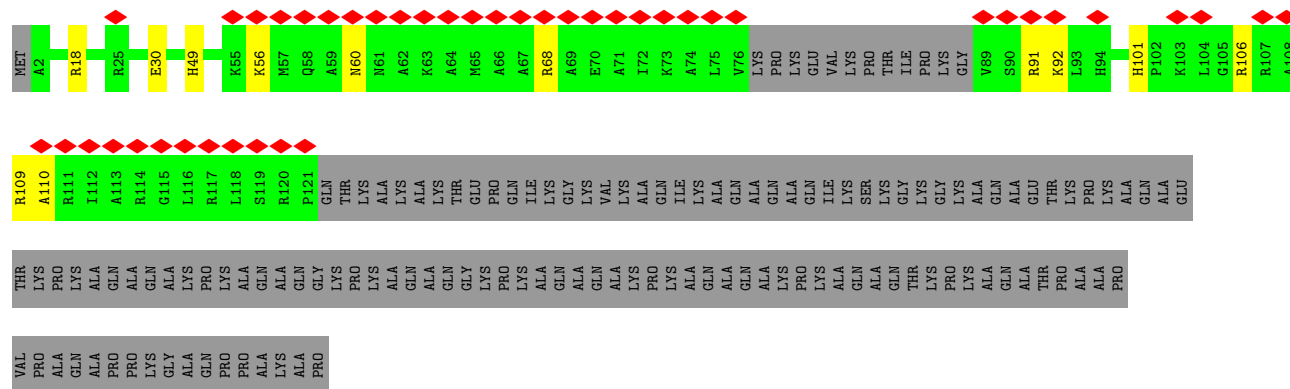 MET A2 R18 R25 E30 H49 K55 K56 M57 Q58 A59 N60 N61 A62 K63 A64 M65 A66 A67 R68 A69 E70 A71 I72 K73 A74 L75 V76 LYS PRO LYS GLU VAL LYS PRO THR ILE PRO LYS GLY V89 S90 R91 K92 L93 H94 H101 P102 K103 L104 G105 R106 R107 A108
R109 A110 R111 I112 A113 R114 G115 L116 R117 L118 S119 R120 P121 GLN THR LYS ALA LYS ALA LYS THR GLU PRO GLN ILE LYS GLY LYS VAL LYS ALA GLN ILE LYS ALA GLN ALA GLN ALA GLN ILE LYS SER LYS GLY LYS GLY LYS ALA GLN ALA GLU THR LYS PRO LYS ALA GLN ALA GLU
THR LYS PRO LYS ALA GLN ALA GLN ALA LYS PRO LYS ALA GLN ALA GLN GLY LYS PRO LYS ALA GLN ALA GLN GLY LYS PRO LYS ALA GLN ALA GLN ALA LYS PRO LYS ALA GLN ALA GLN ALA LYS PRO LYS ALA GLN ALA GLN THR LYS PRO LYS ALA GLN ALA THR PRO ALA ALA PRO
VAL PRO ALA GLN ALA PRO PRO LYS GLY ALA GLN PRO PRO ALA LYS ALA PRO